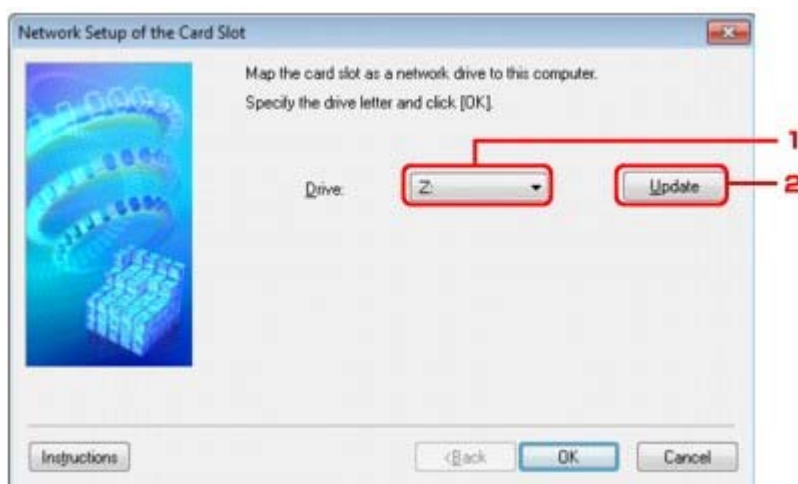 Network Setup of the Card Slot
Map the card slot as a network drive to this computer.
Specify the drive letter and click [OK].
1
Drive:
Z:
Update
2
Instructions
<Back
OK
Cancel